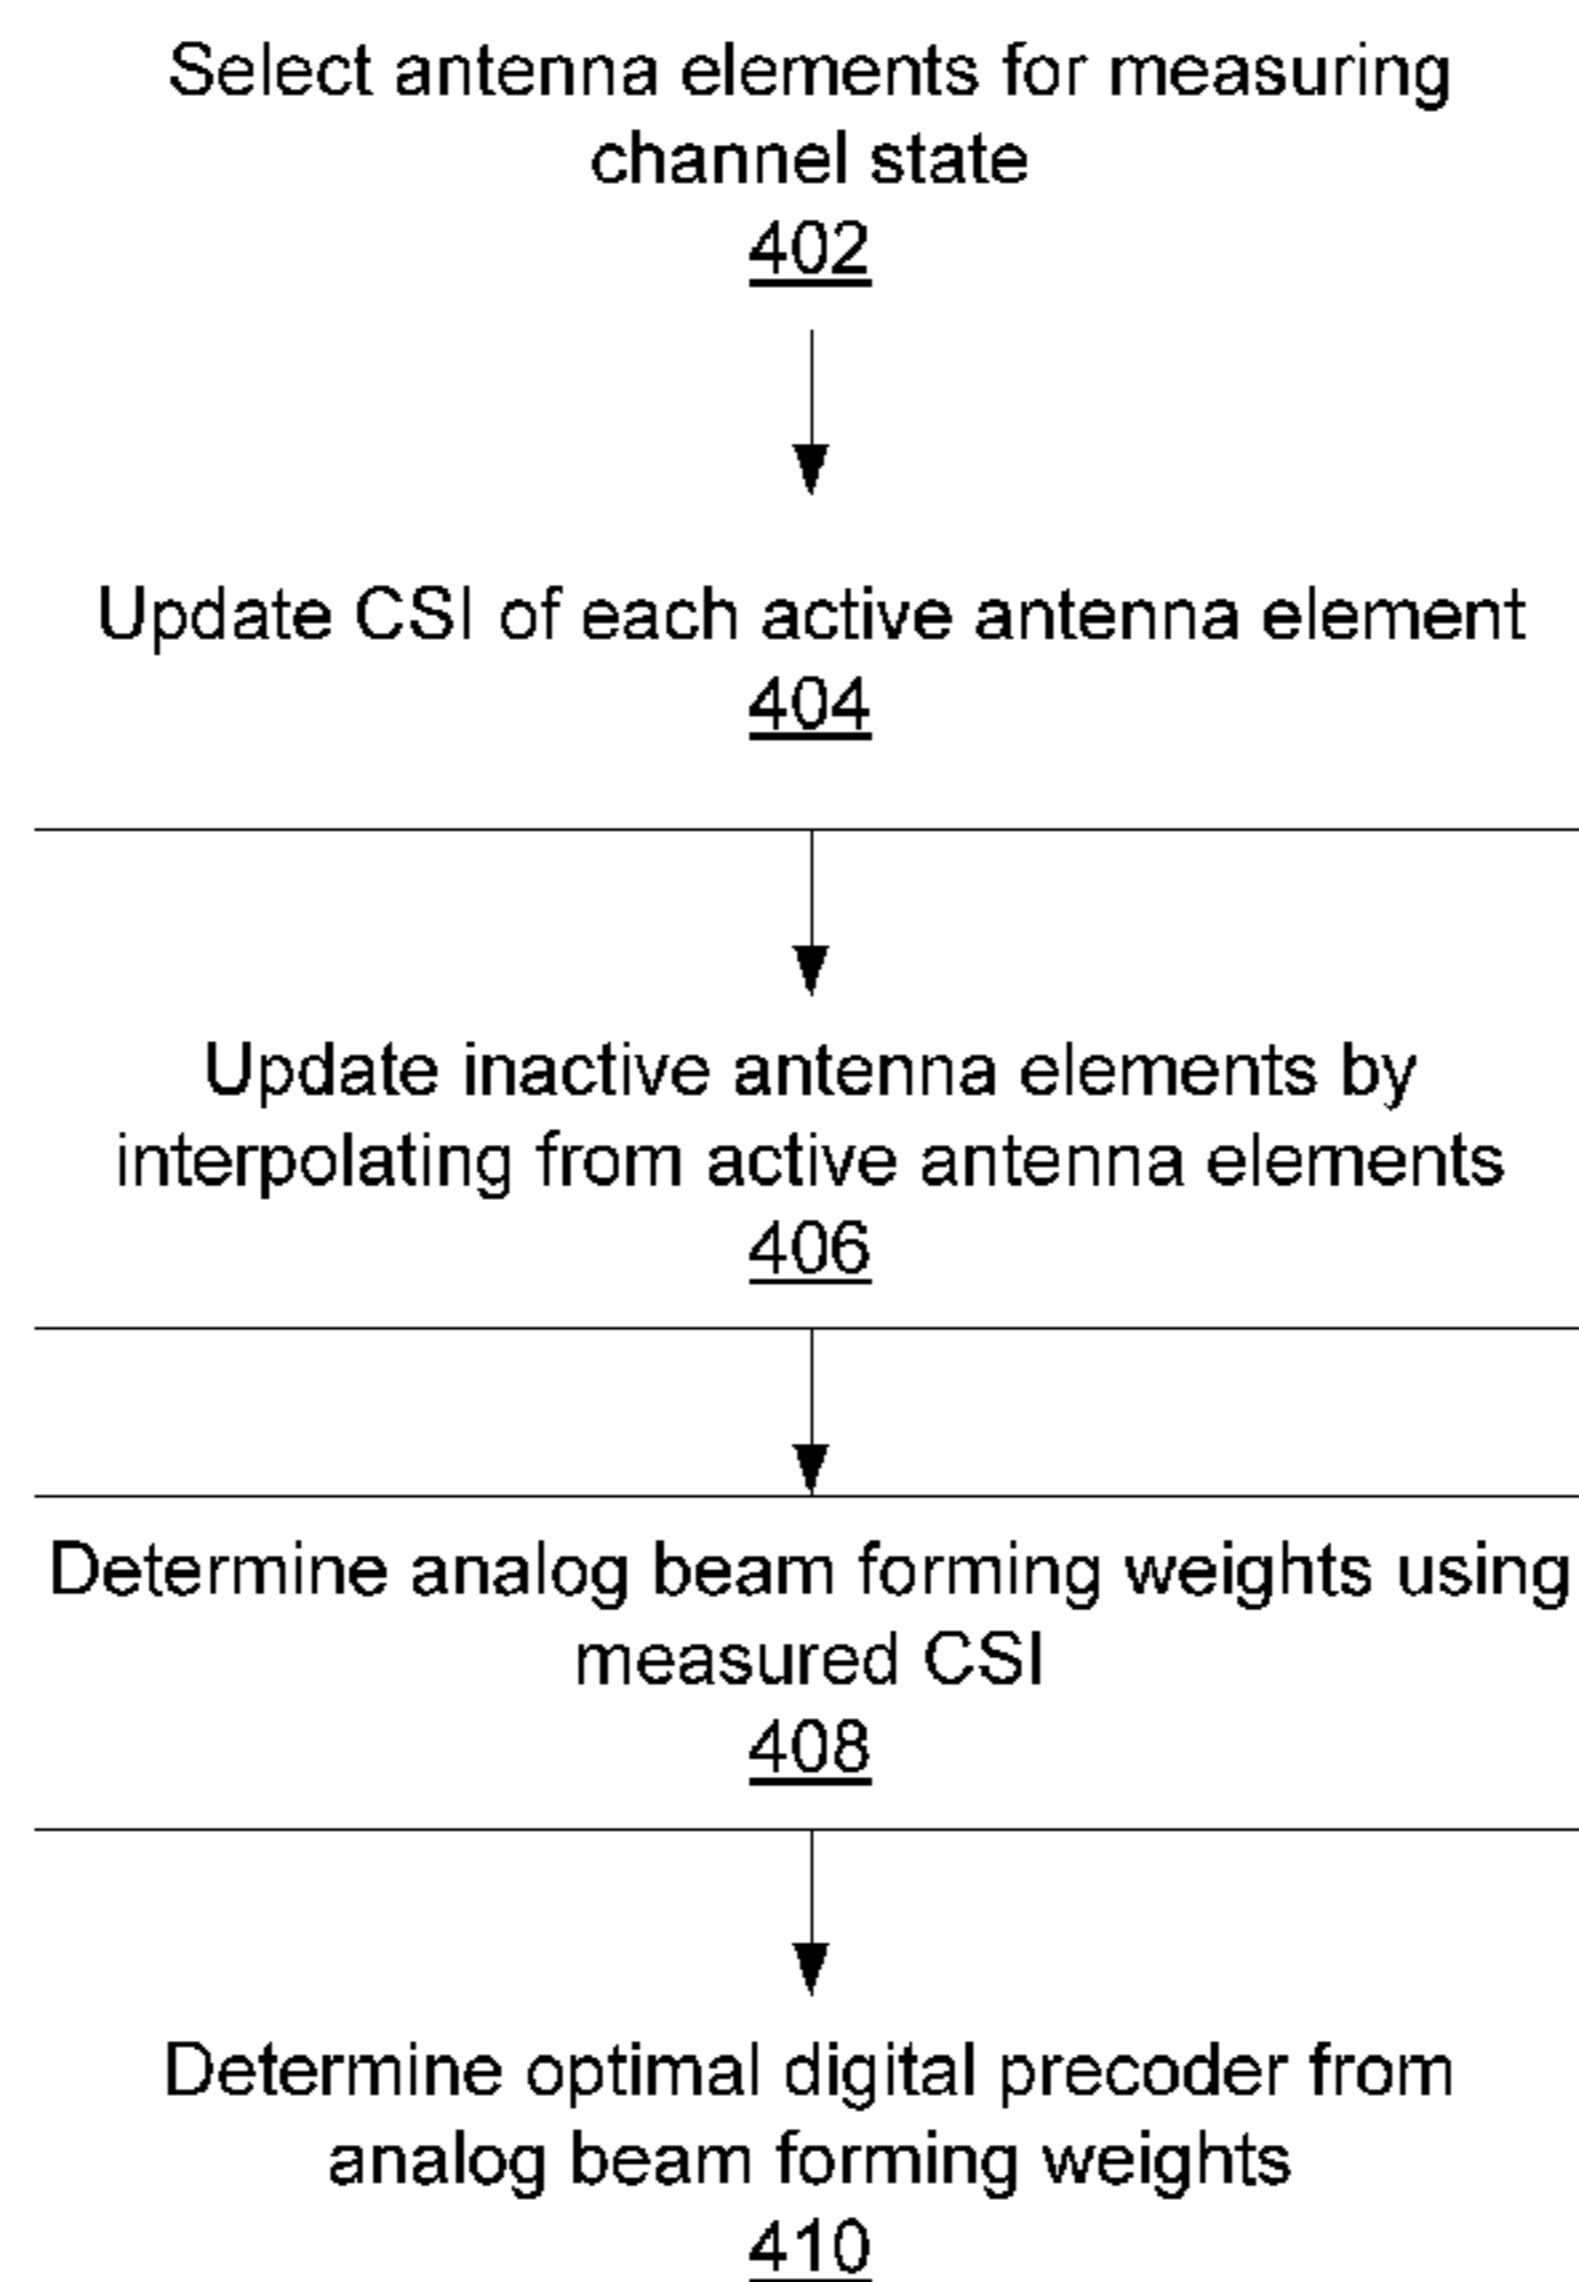 Select antenna elements for measuring
channel state
402
Update CSI of each active antenna element
404
Update inactive antenna elements by
interpolating from active antenna elements
406
Determine analog beam forming weights using
measured CSI
408
Determine optimal digital precoder from
analog beam forming weights
410